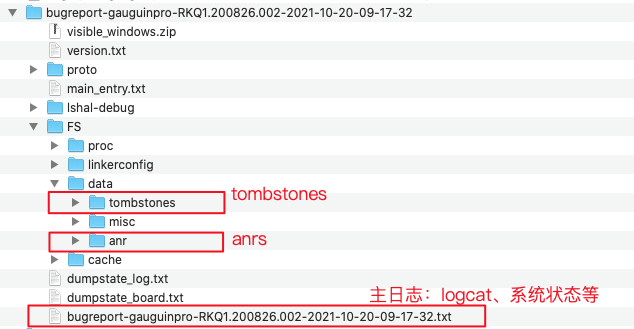 bugreport-gauguinpro-RKQ1.200826.002-2021-10-20-09-17-32
visible_windows.zip
version.txt
proto
main_entry.txt
lshal-debug
FS
proc
linkerconfig
data
tombstones
tombstones
misc
anr
anrs
cache
dumpstate_log.txt
dumpstate_board.txt
主日志：logcat、系统状态等
bugreport-gauguinpro-RKQ1.200826.002-2021-10-20-09-17-32.txt